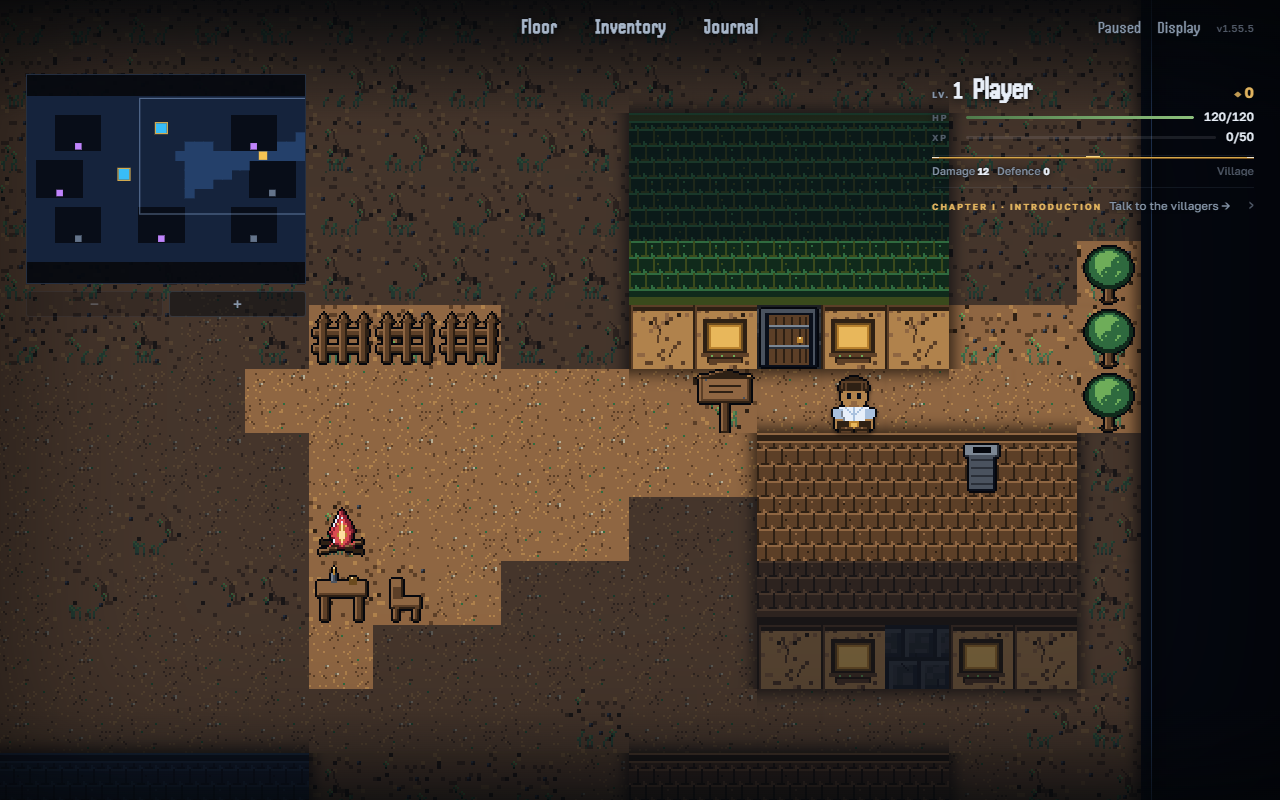 Floor Inventory Journal Paused Display v1.55.5
LV. 1 Player 0
HP 120/120
XP 0/50
Damage 12 Defence 0 Village
CHAPTER I · INTRODUCTION Talk to the villagers → >
− +